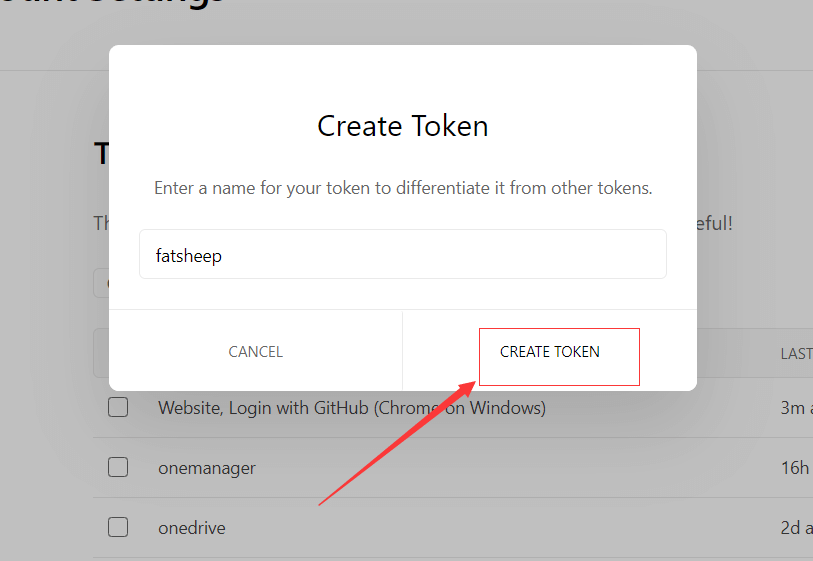 Settings
Create Token
Enter a name for your token to differentiate it from other tokens.
eful!
fatsheep
CANCEL
CREATE TOKEN
LAST
Website, Login with GitHub (Chrome on Windows)
3m a
onemanager
16h
onedrive
2d a